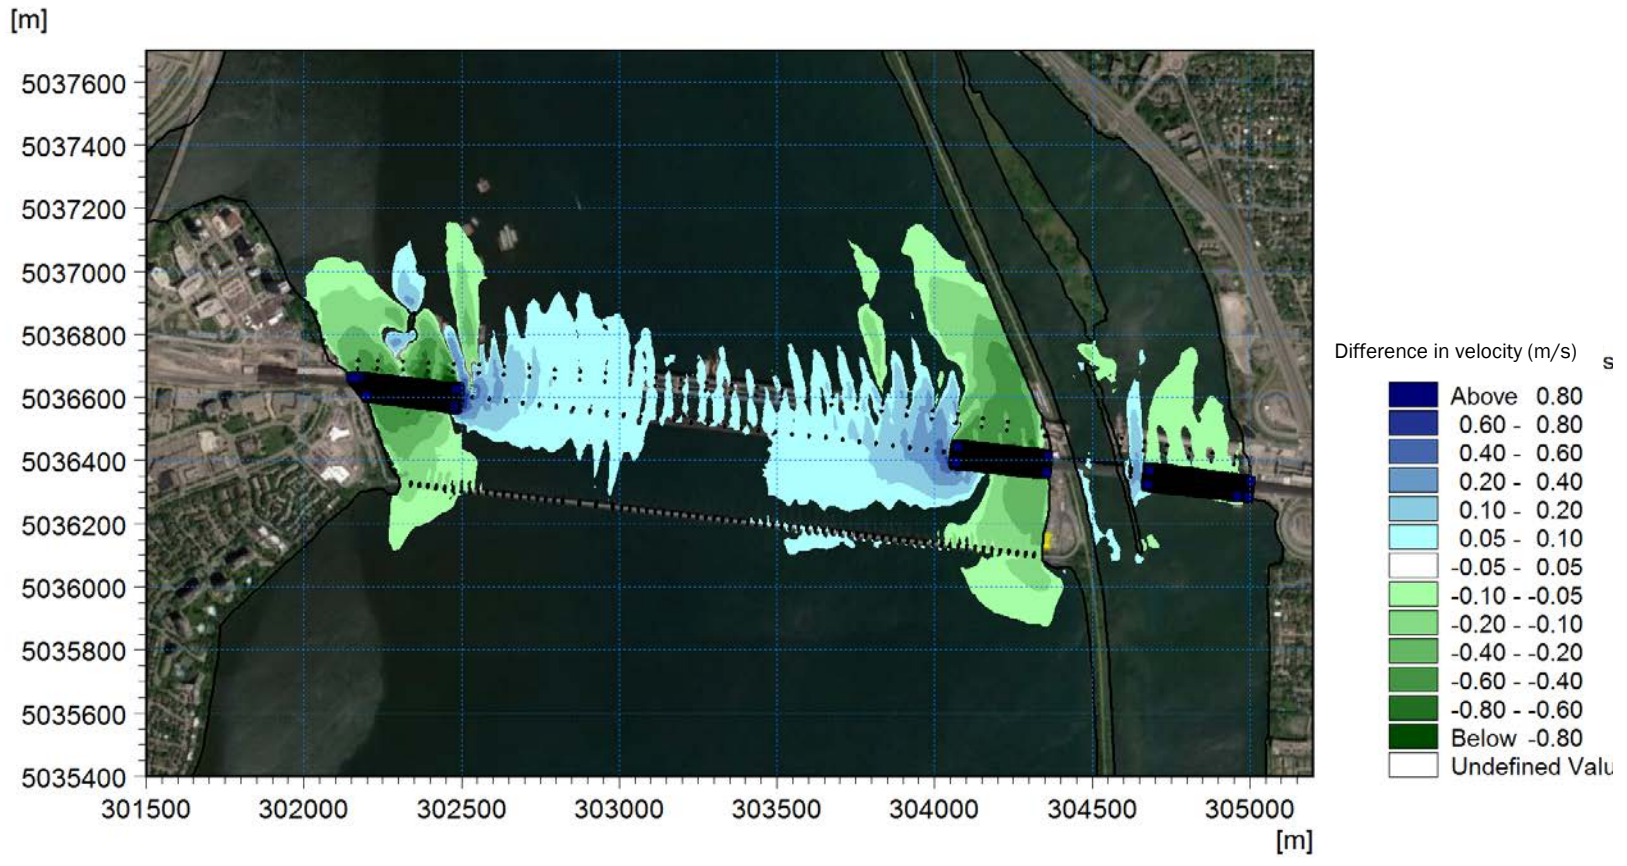 [m]
5037600
5037400
5037200
5037000
5036800
5036600
5036400
5036200
5036000
5035800
5035600
5035400
301500 302000 302500 303000 303500 304000 304500 305000
[m]
Difference in velocity (m/s) s
Above 0.80
0.60 - 0.80
0.40 - 0.60
0.20 - 0.40
0.10 - 0.20
0.05 - 0.10
-0.05 - 0.05
-0.10 - -0.05
-0.20 - -0.10
-0.40 - -0.20
-0.60 - -0.40
-0.80 - -0.60
Below -0.80
Undefined Valu